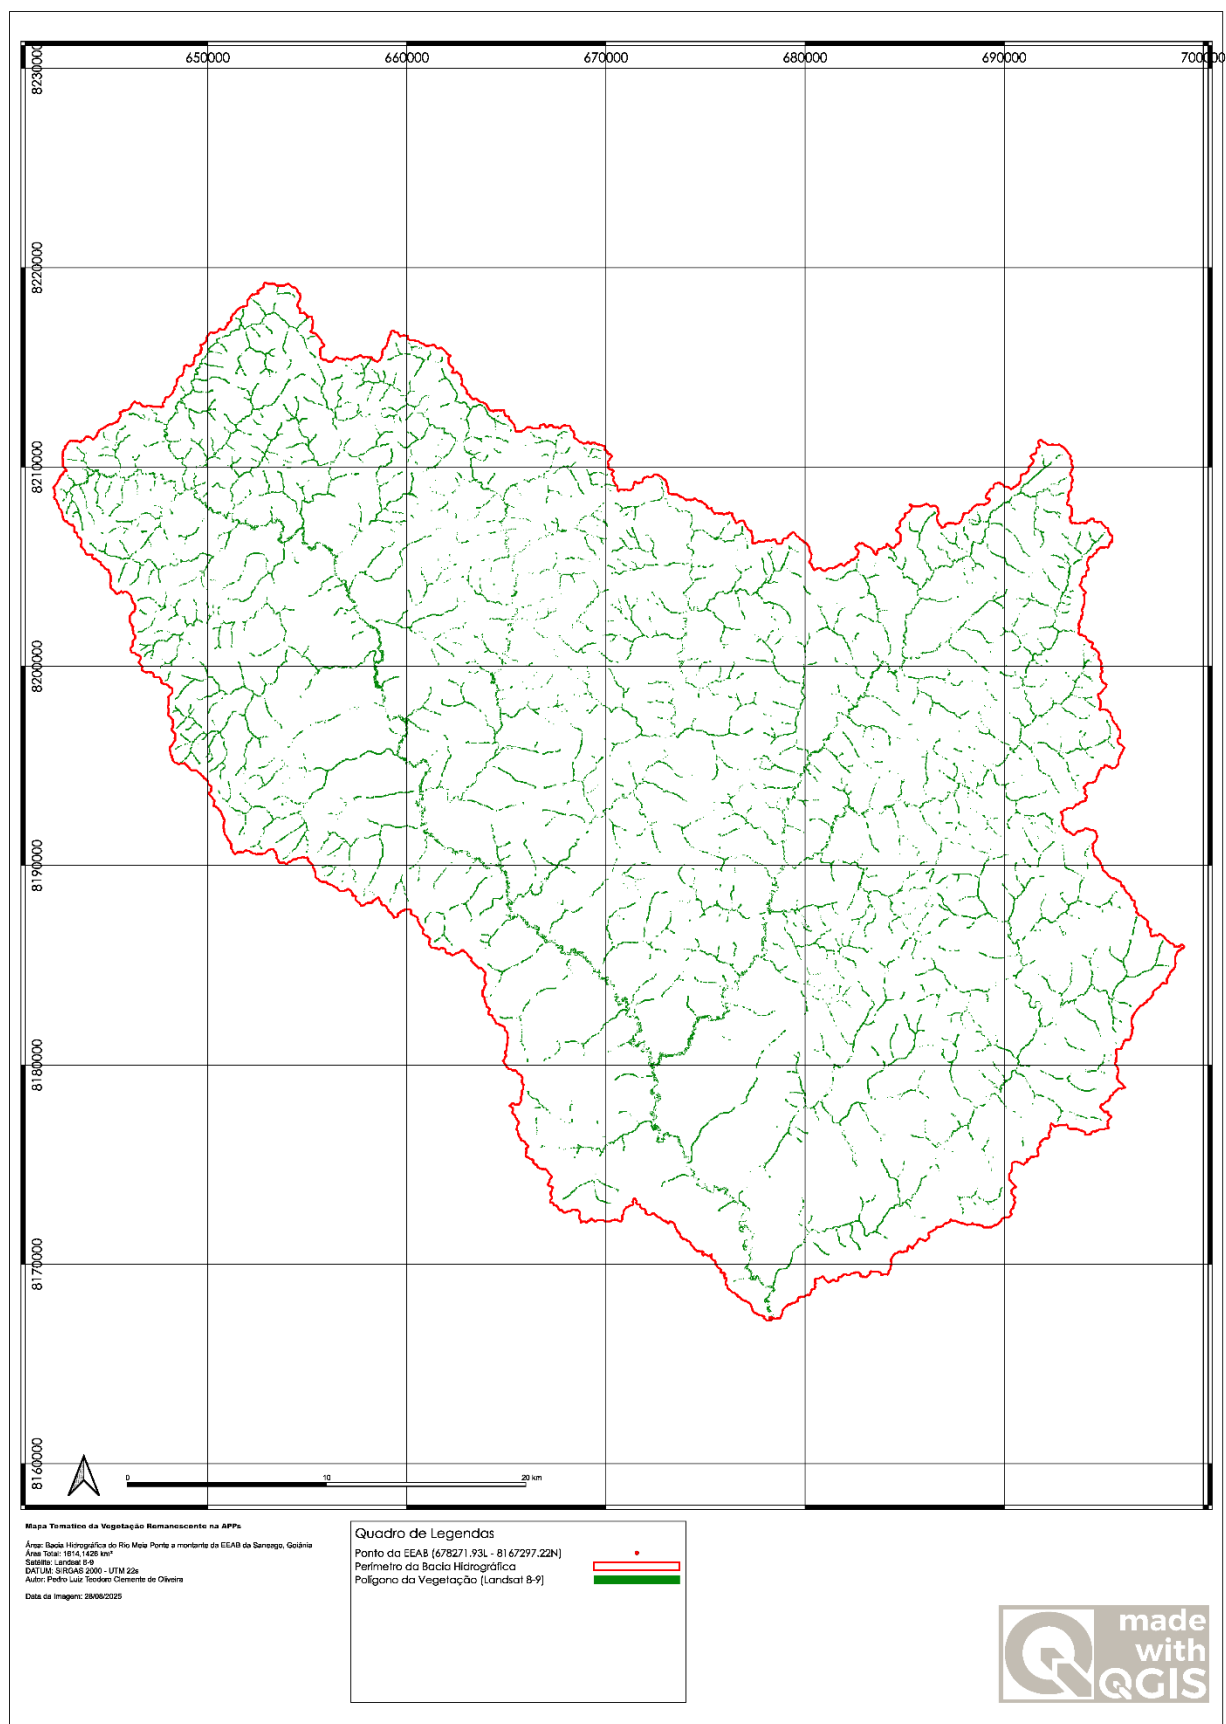 650000 660000 670000 680000 690000 700000
8230000
8220000
8210000
8200000
8190000
8180000
8170000
8160000
0 10 20 km
Mapa Tematico da Vegetação Remanescente na APPs
Área: Bacia Hidrográfica do Rio Meia Ponte a montante da EEAB da Saneago, Goiânia
Área Total: 1614,1426 km²
Satélite: Landsat 8-9
DATUM: SIRGAS 2000 - UTM 22s
Autor: Pedro Luiz Teodoro Clemente de Oliveira
Data da Imagem: 28/06/2025
Quadro de Legendas
Ponto da EEAB (678271.93L - 8167297.22N)
Perímetro da Bacia Hidrográfica
Polígono da Vegetação (Landsat 8-9)
made
with
QGIS